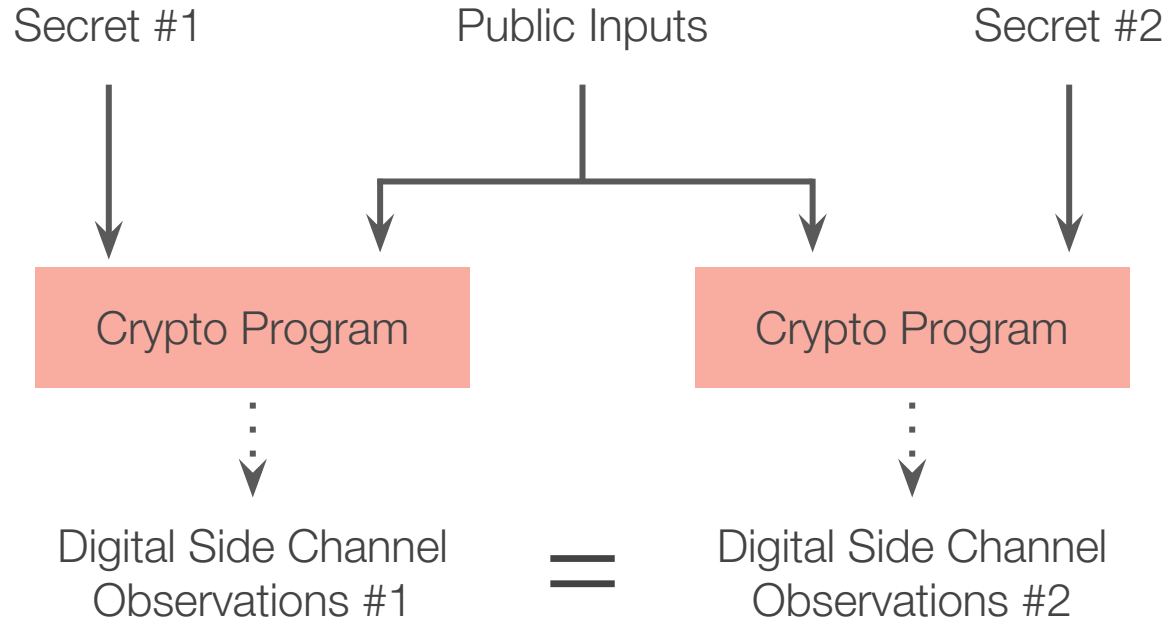 Secret #1
Public Inputs
Secret #2
Crypto Program
Crypto Program
Digital Side Channel
Observations #1
=
Digital Side Channel
Observations #2